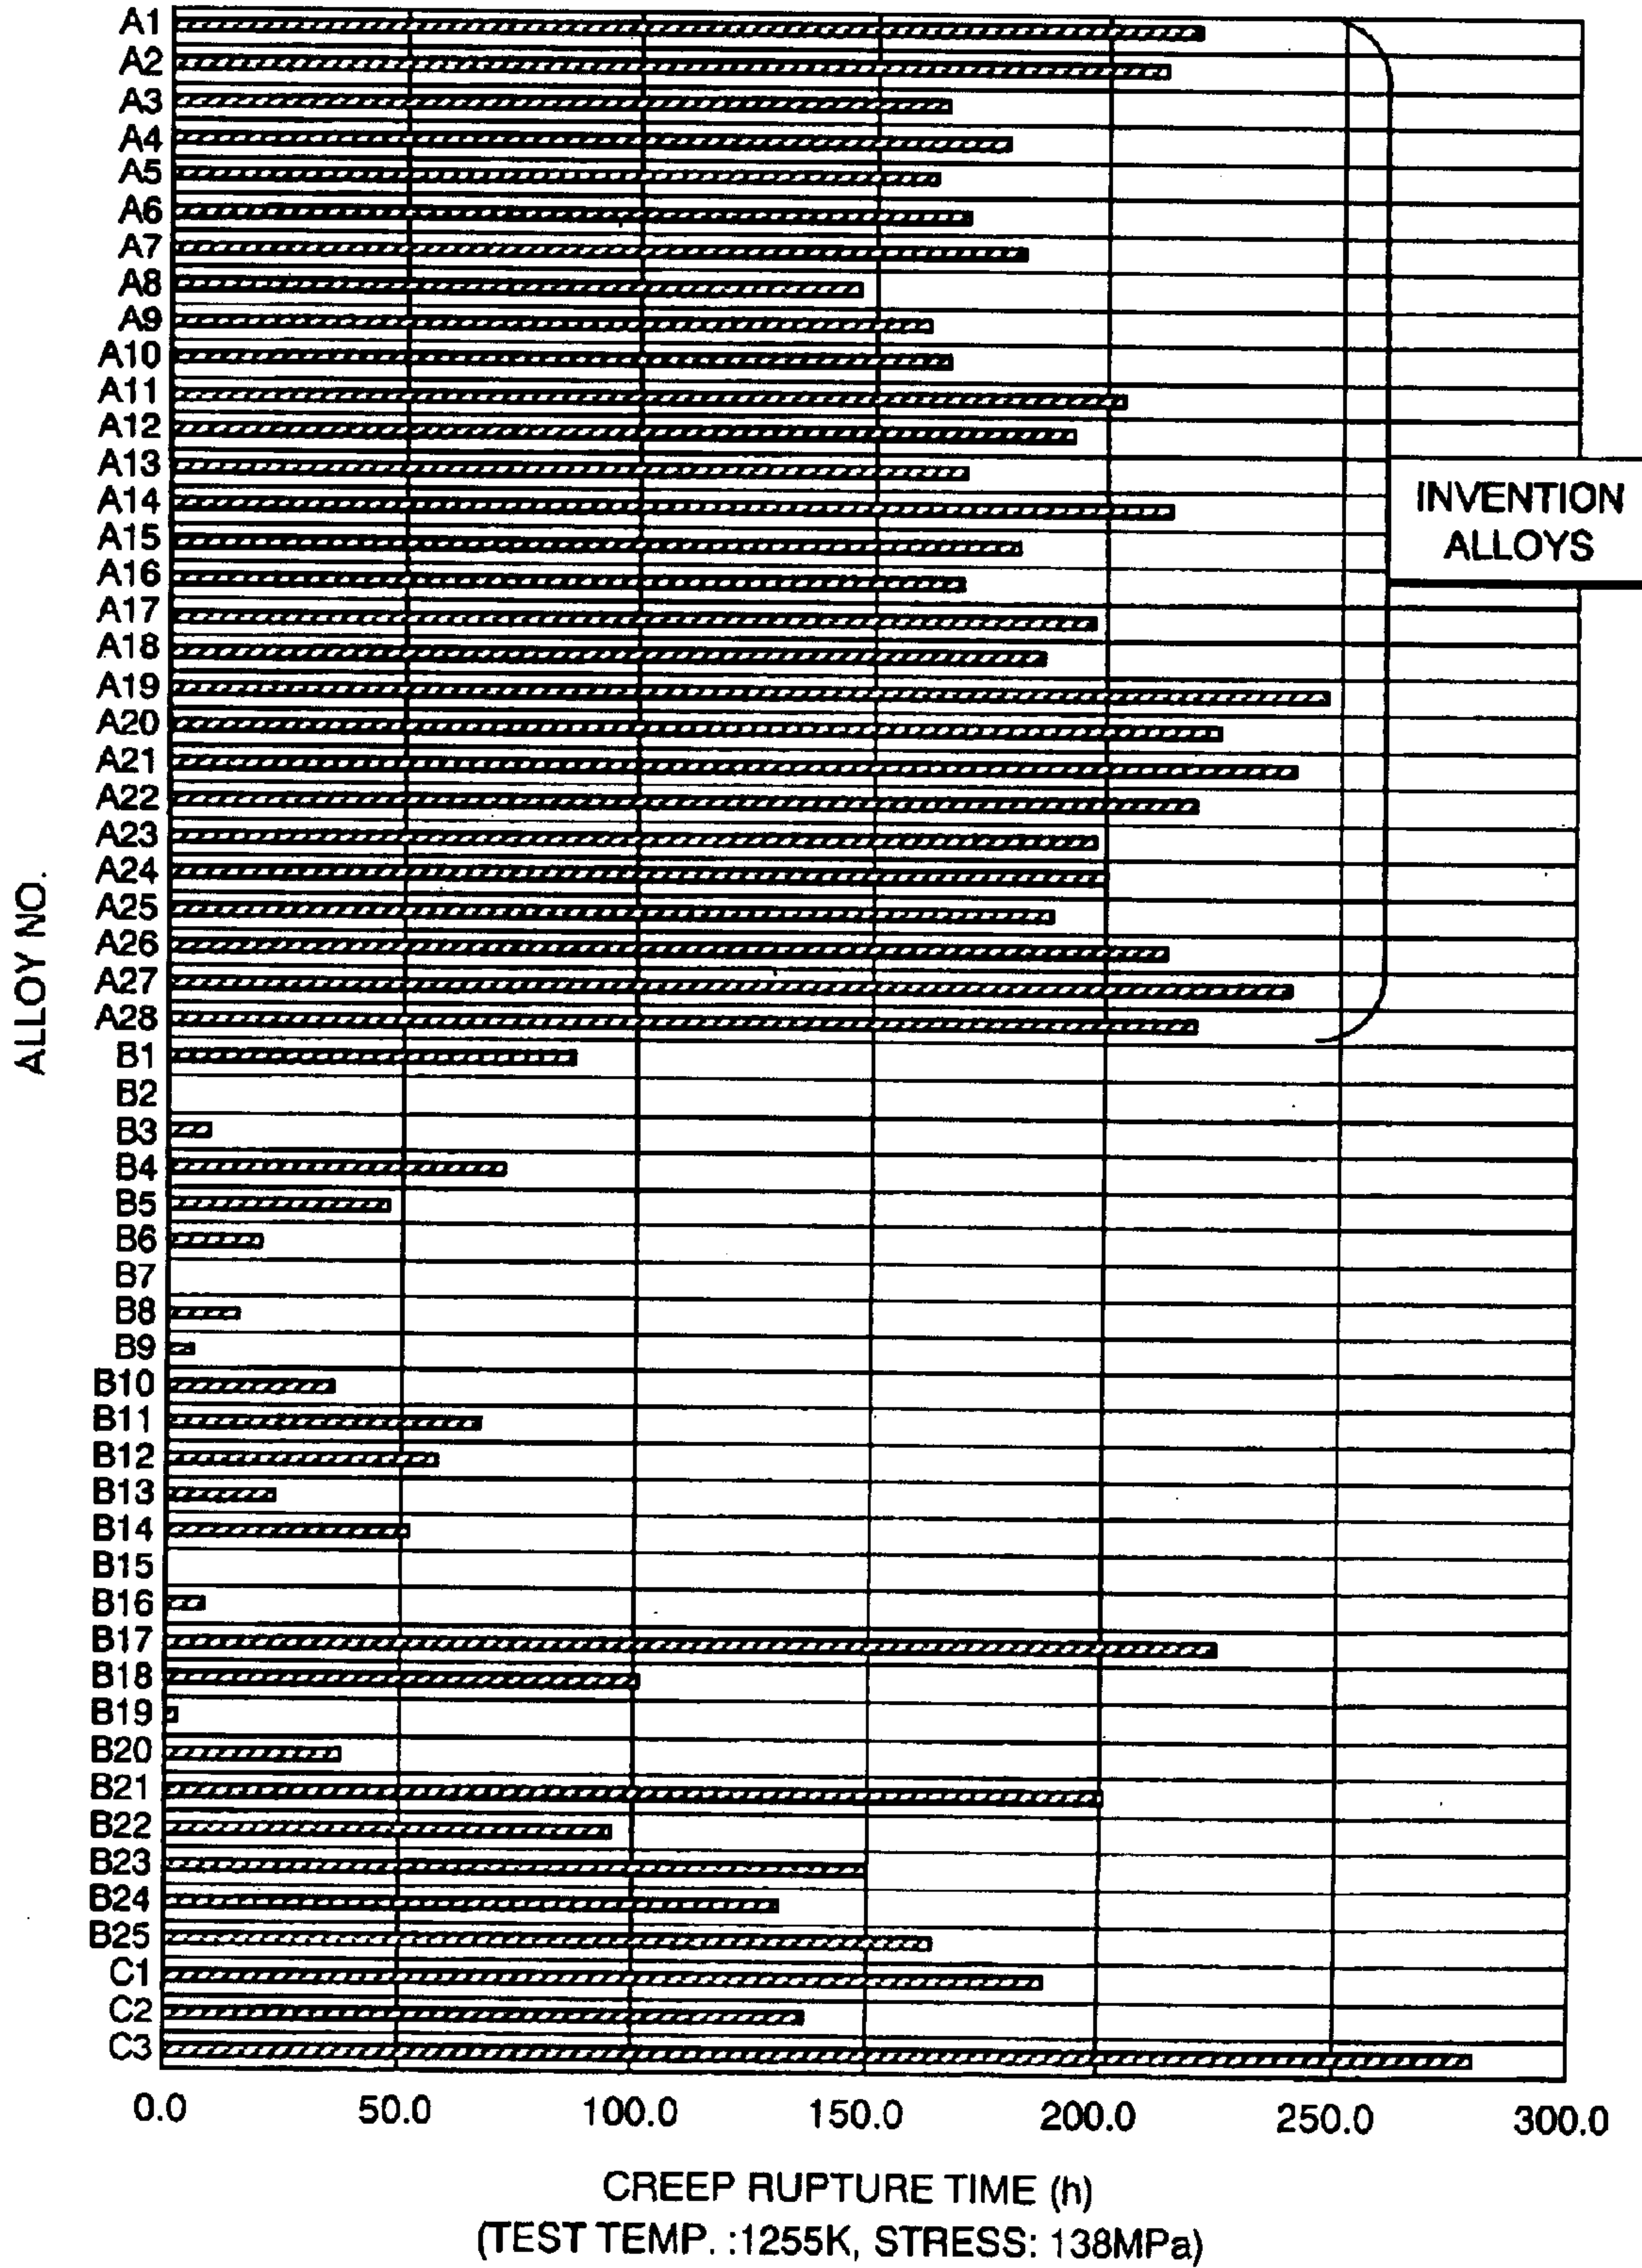 A1
A2
A3
A4
A5
A6
A7
A8
A9
A10
A11
A12
A13
A14
A15
A16
A17
A18
A19
A20
A21
A22
A23
A24
A25
A26
A27
A28
B1
B2
B3
B4
B5
B6
B7
B8
B9
B10
B11
B12
B13
B14
B15
B16
B17
B18
B19
B20
B21
B22
B23
B24
B25
C1
C2
C3
ALLOY NO.
INVENTION
ALLOYS
0.0 50.0 100.0 150.0 200.0 250.0 300.0
CREEP RUPTURE TIME (h)
(TEST TEMP. :1255K, STRESS: 138MPa)